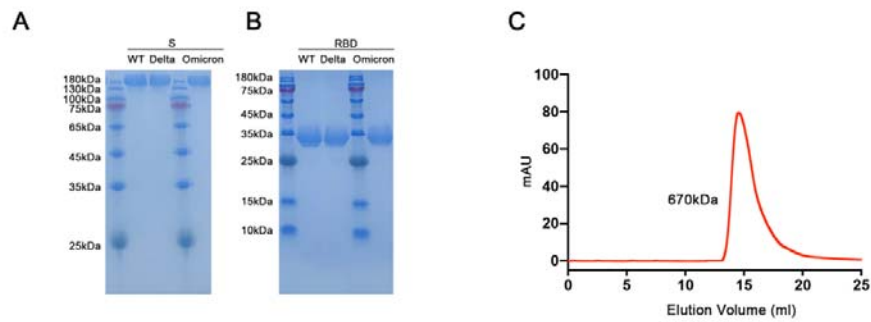 A
S
WT Delta Omicron
180kDa
130kDa
100kDa
75kDa
65kDa
45kDa
35kDa
25kDa
B
RBD
WT Delta Omicron
180kDa
75kDa
45kDa
35kDa
25kDa
15kDa
10kDa
C
100
80
60
40
20
0
mAU
670kDa
0 5 10 15 20 25
Elution Volume (ml)